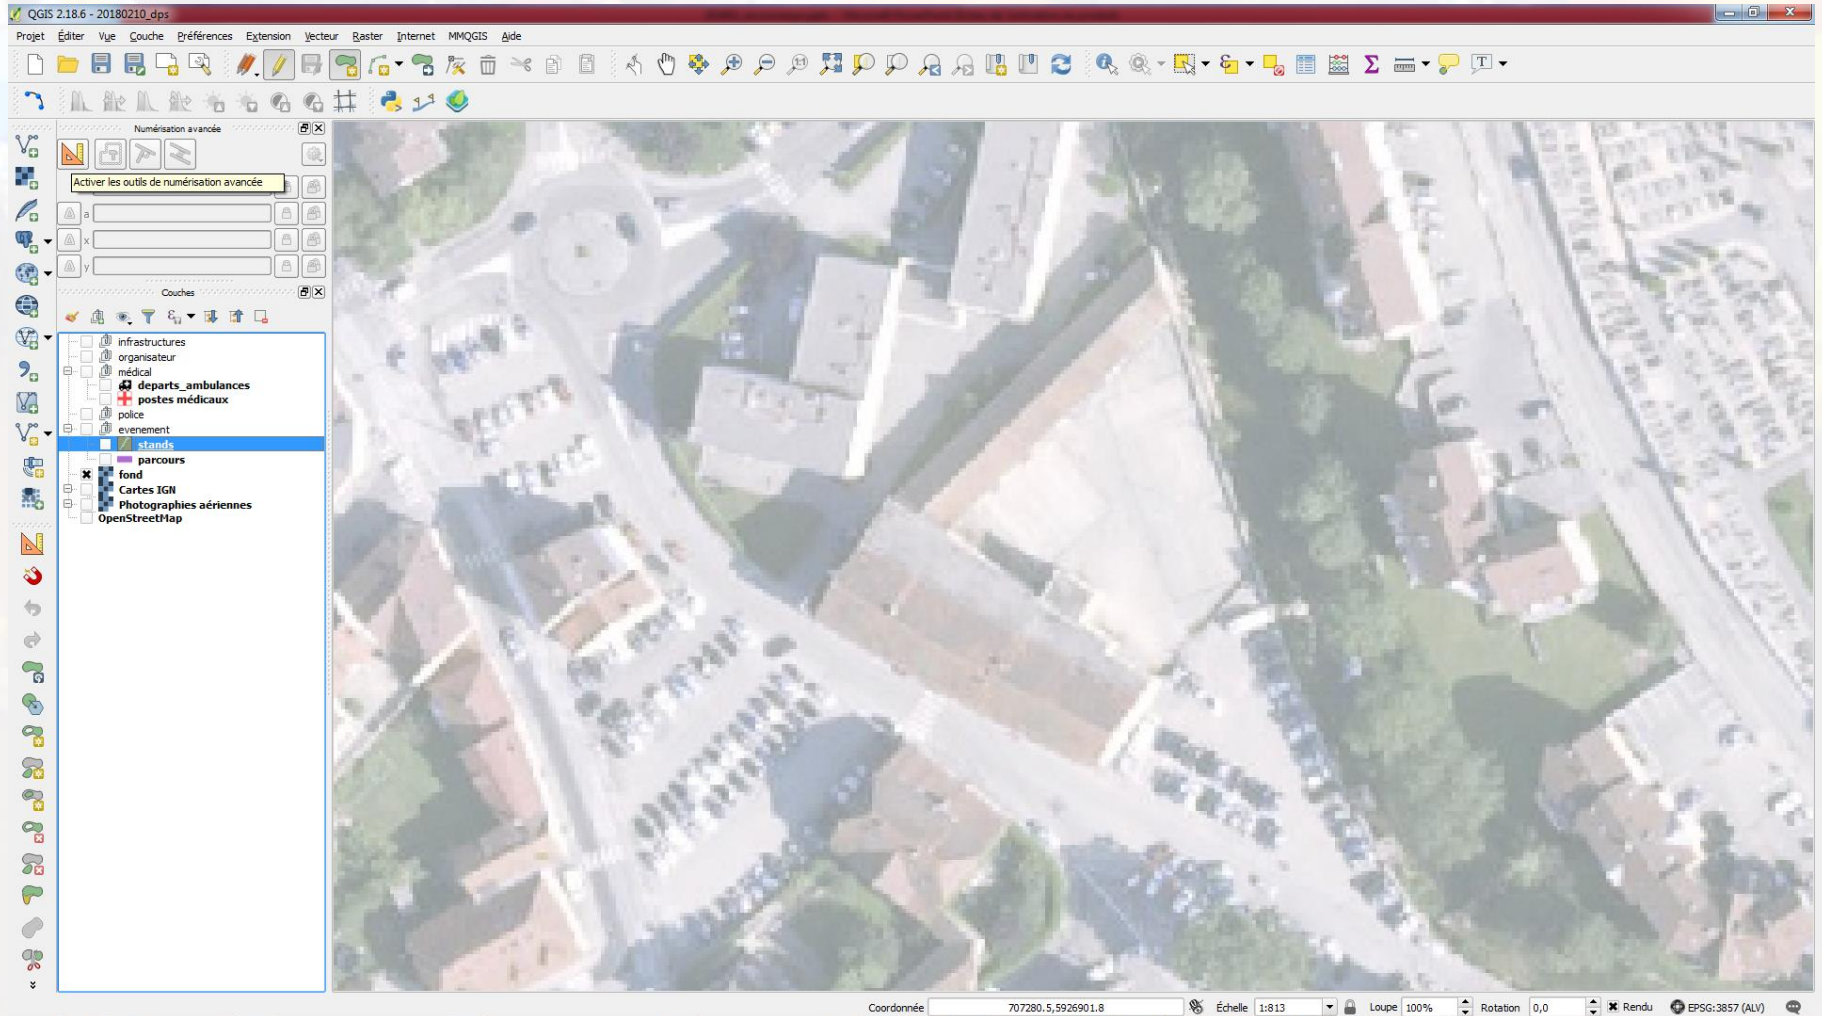 QGIS 2.18.6 - 20180210_dps
Projet Éditer Vue Couche Préférences Extension Vecteur Raster Internet MMQGIS Aide
Numérisation avancée
Activer les outils de numérisation avancée
a
x
y
Couches
infrastructures
organisateur
médical
departs_ambulances
postes médicaux
police
evenement
stands
parcours
fond
Cartes IGN
Photographies aériennes
OpenStreetMap
Coordonnée 707280.5,5926901.8 Échelle 1:813 Loupe 100% Rotation 0,0 Rendu EPSG:3857 (ALV)